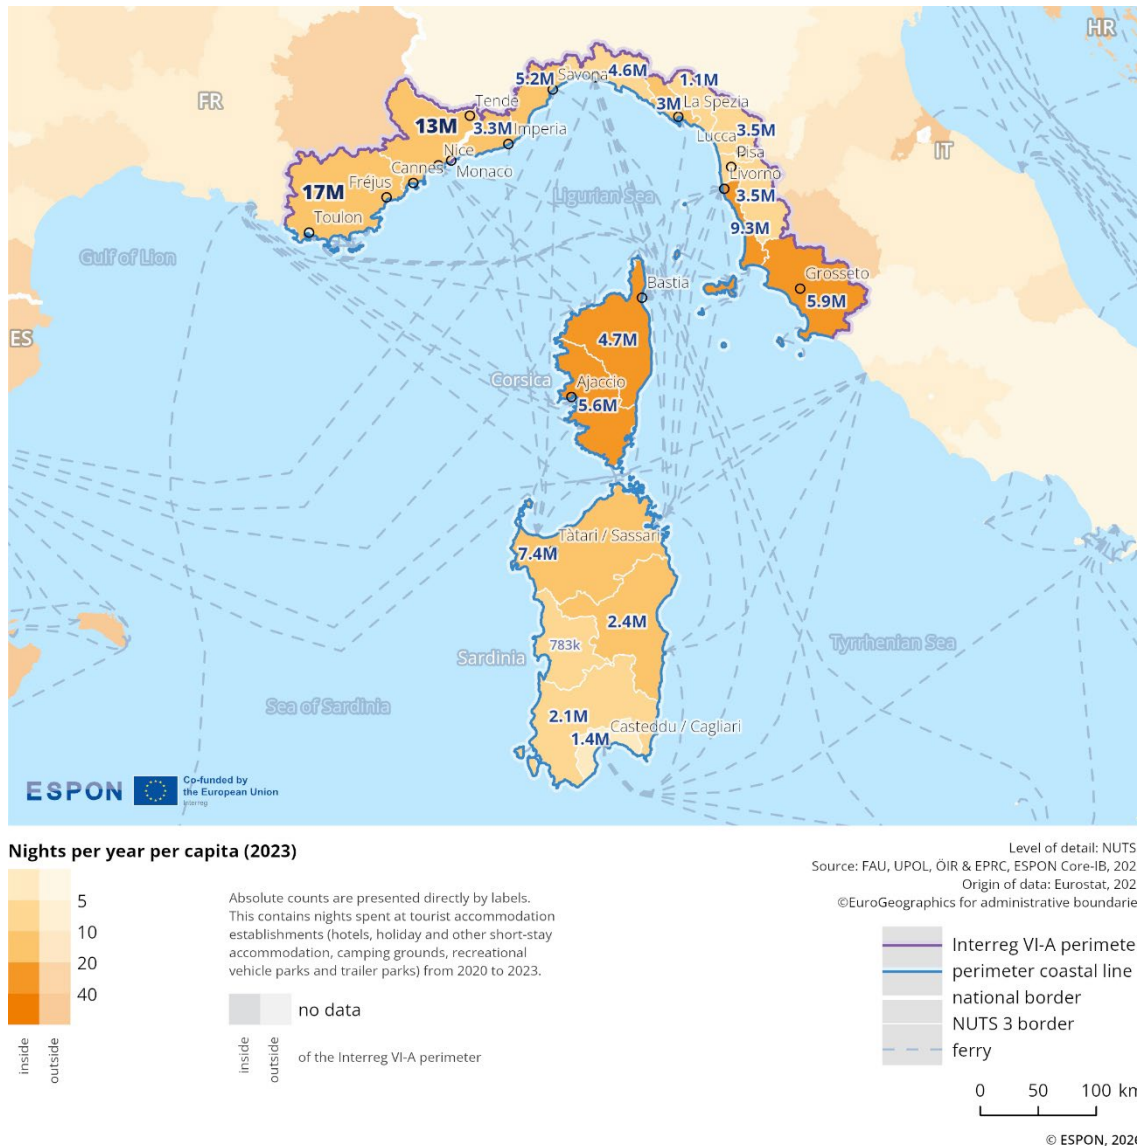 HR
FR
IT
ES
5.2M
Savona
4.6M
1.1M
Tende
13M
3.3M
Imperia
3M
La Spezia
Lucca
3.5M
Pisa
Nice
Cannes
Monaco
Fréjus
17M
Toulon
Livorno
3.5M
9.3M
Ligurian Sea
Gulf of Lion
Grosseto
5.9M
Bastia
4.7M
Corsica
Ajaccio
5.6M
Tàtari / Sassari
7.4M
2.4M
783k
Sardinia
Tyrrhenian Sea
Sea of Sardinia
2.1M
Casteddu / Cagliari
1.4M
ESPON
Co-funded by
the European Union
Interreg
Nights per year per capita (2023)
5
10
20
40
inside
outside
Absolute counts are presented directly by labels.
This contains nights spent at tourist accommodation
establishments (hotels, holiday and other short-stay
accommodation, camping grounds, recreational
vehicle parks and trailer parks) from 2020 to 2023.
no data
inside
outside
of the Interreg VI-A perimeter
Level of detail: NUTS
Source: FAU, UPOL, ÖIR & EPRC, ESPON Core-IB, 202
Origin of data: Eurostat, 202
©EuroGeographics for administrative boundarie
Interreg VI-A perimete
perimeter coastal line
national border
NUTS 3 border
ferry
0 50 100 km
© ESPON, 2026